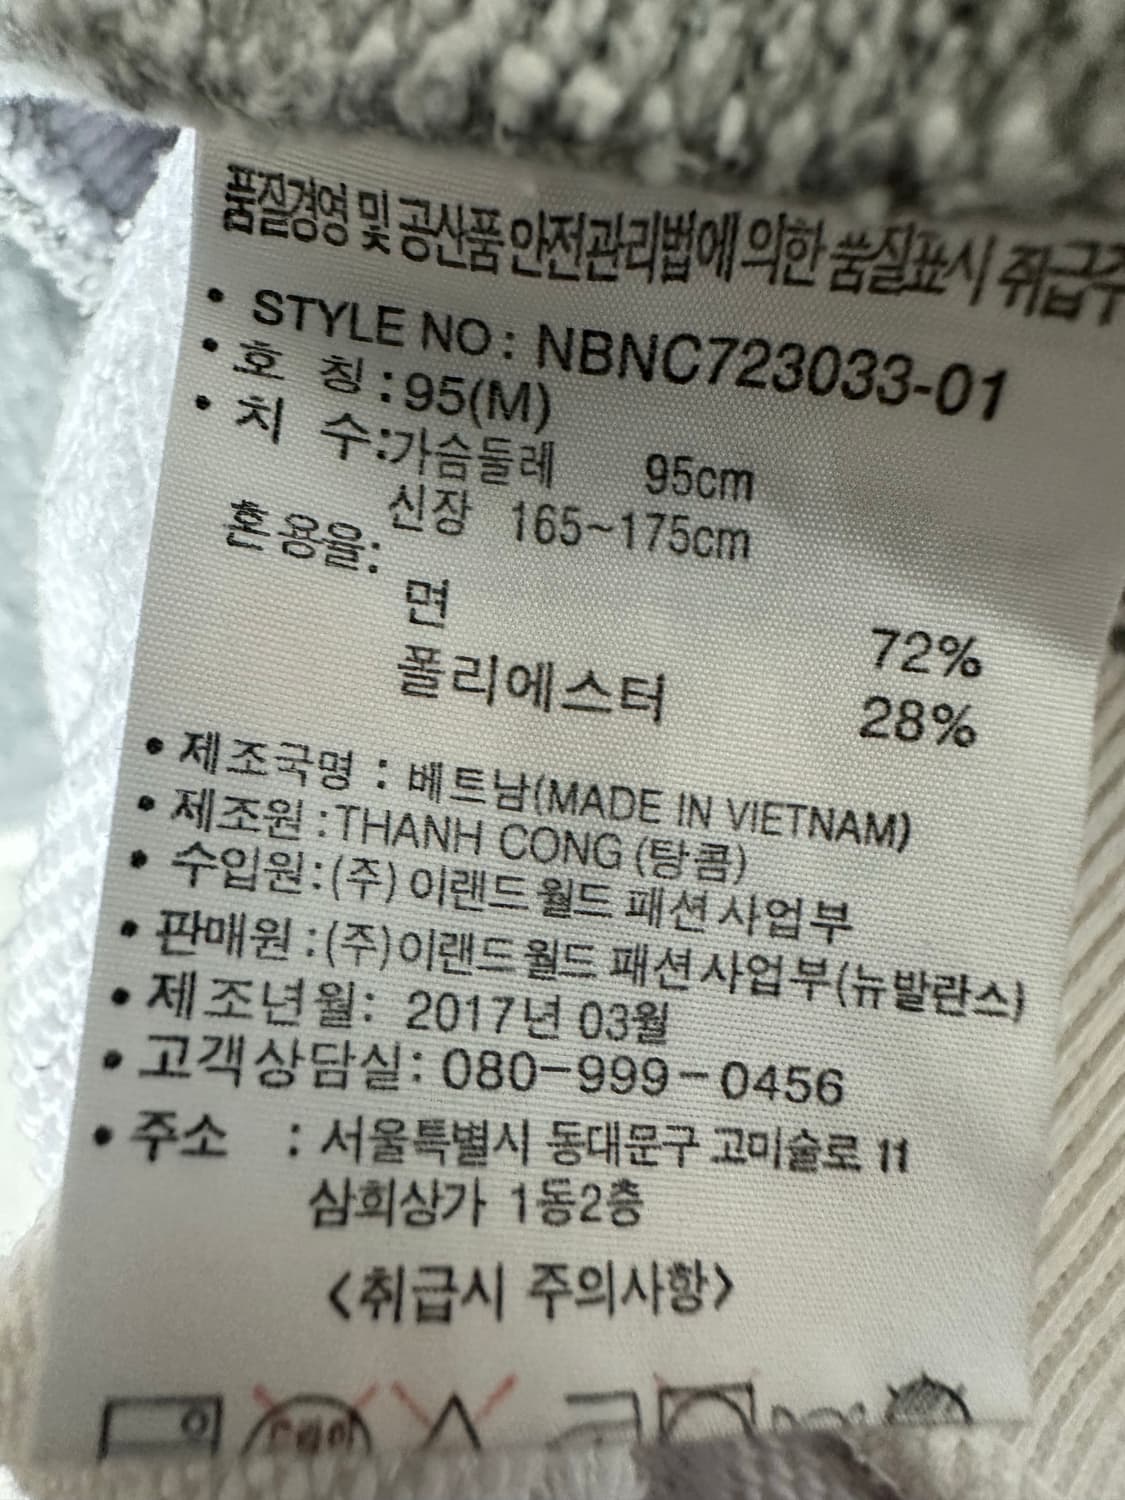 품질경영 및 공산품 안전관리법에 의한 품질표시 취급주
• STYLE NO : NBNC723033-01
• 호 칭 : 95(M)
• 치 수 : 가슴둘레 95cm
신장 165~175cm
혼용율:
면 72%
폴리에스터 28%
• 제조국명 : 베트남(MADE IN VIETNAM)
• 제조원 : THANH CONG (탕콤)
• 수입원 : (주) 이랜드월드 패션사업부
• 판매원 : (주)이랜드월드 패션사업부(뉴발란스)
• 제조년월: 2017년 03월
• 고객상담실: 080-999-0456
• 주소 : 서울특별시 동대문구 고미술로 11
삼희상가 1동2층
<취급시 주의사항>